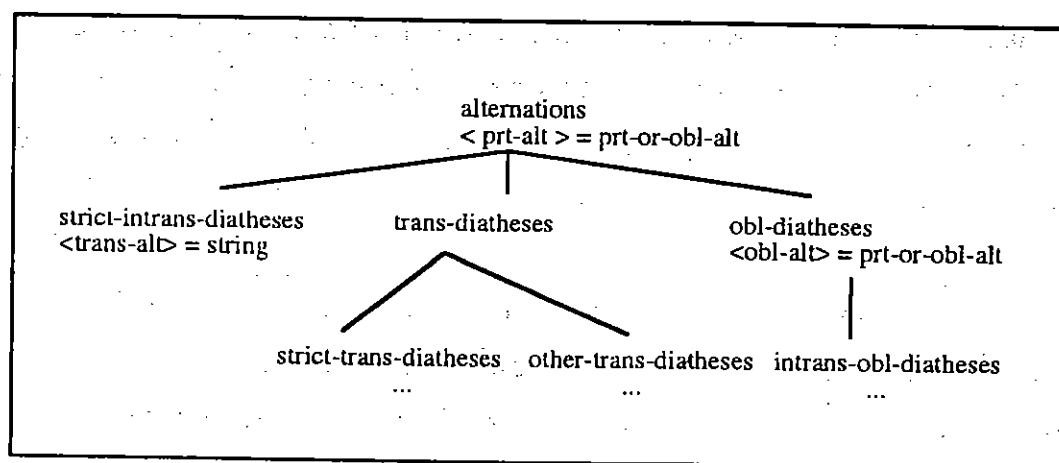 alternations
< prt-alt > = prt-or-obl-alt
strict-intrans-diatheses
<trans-alt> = string
trans-diatheses
obl-diatheses
<obl-alt> = prt-or-obl-alt
strict-trans-diatheses
other-trans-diatheses
intrans-obl-diatheses
...
...
...